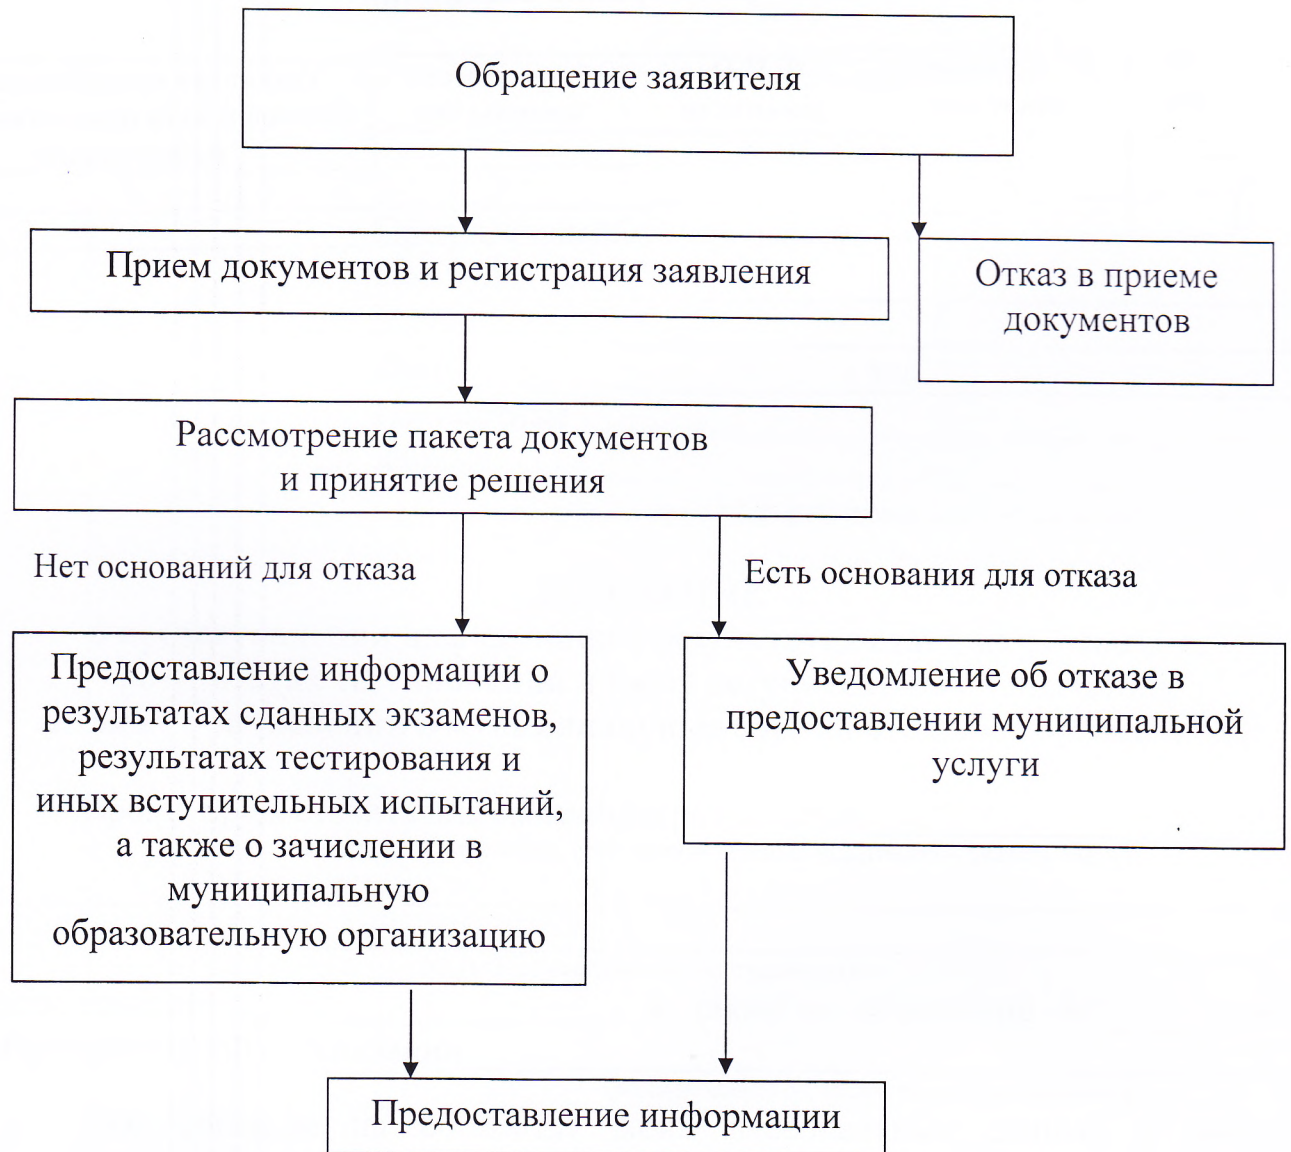 Обращение заявителя
Прием документов и регистрация заявления
Отказ в приеме
документов
Рассмотрение пакета документов
и принятие решения
Нет оснований для отказа
Есть основания для отказа
Предоставление информации о
результатах сданных экзаменов,
результатах тестирования и
иных вступительных испытаний,
а также о зачислении в
муниципальную
образовательную организацию
Уведомление об отказе в
предоставлении муниципальной
услуги
Предоставление информации